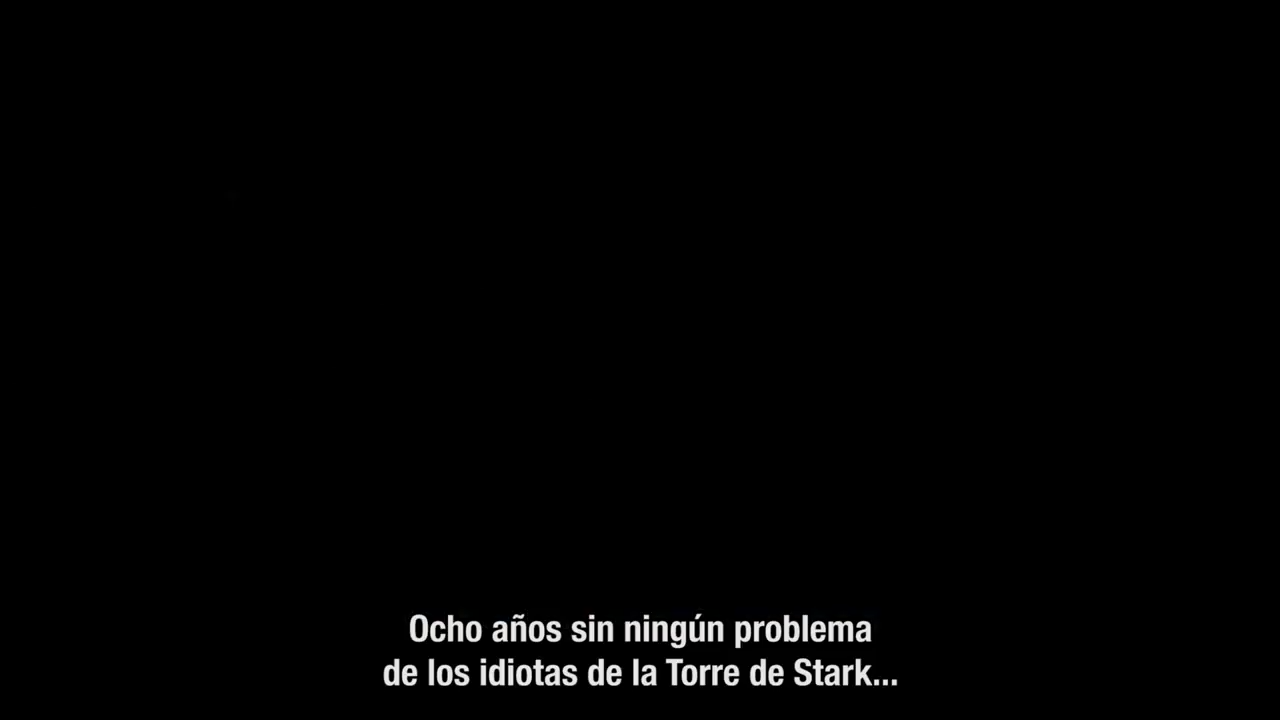 Ocho años sin ningún problema
de los idiotas de la Torre de Stark...